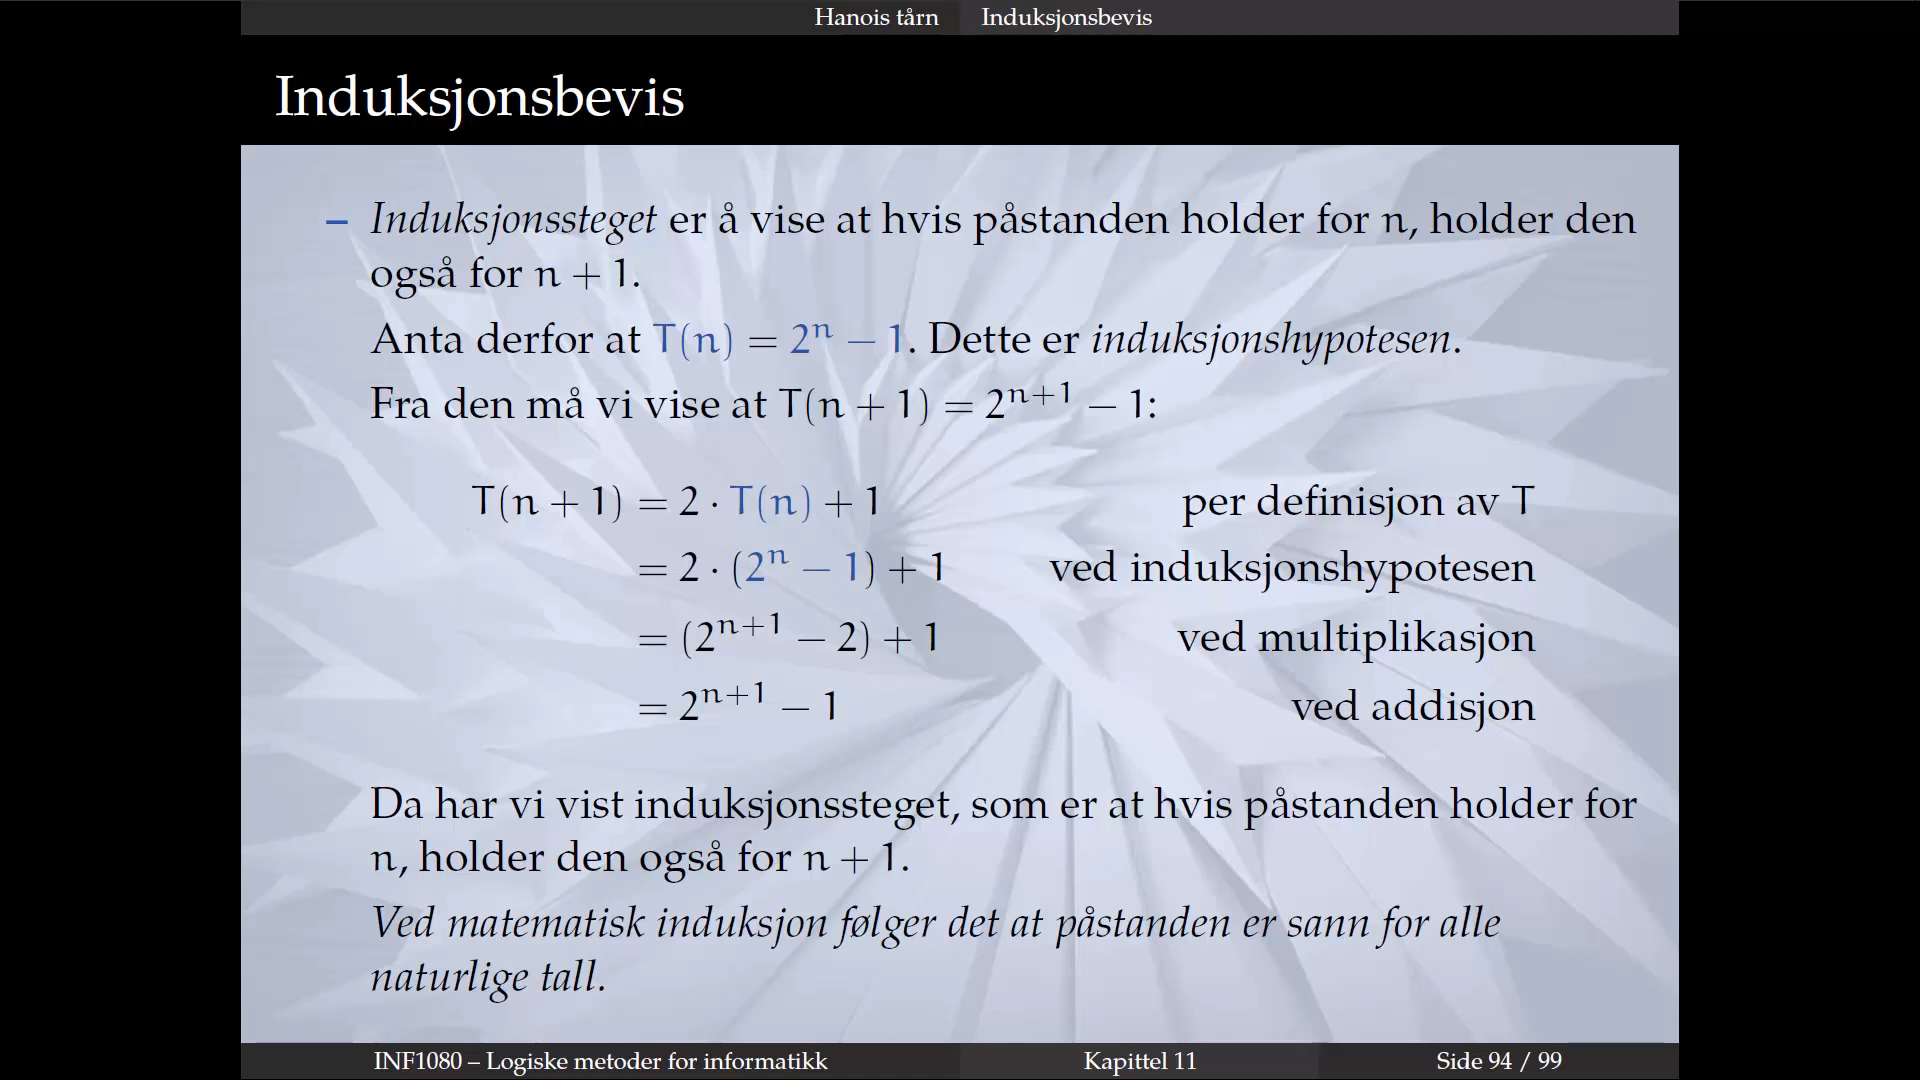 Hanois tårn Induksjonsbevis
Induksjonsbevis
– Induksjonssteget er å vise at hvis påstanden holder for n, holder den
også for n + 1.
Anta derfor at T(n) = 2ⁿ − 1. Dette er induksjonshypotesen.
Fra den må vi vise at T(n + 1) = 2ⁿ⁺¹ − 1:
T(n + 1) = 2 · T(n) + 1 per definisjon av T
= 2 · (2ⁿ − 1) + 1 ved induksjonshypotesen
= (2ⁿ⁺¹ − 2) + 1 ved multiplikasjon
= 2ⁿ⁺¹ − 1 ved addisjon
Da har vi vist induksjonssteget, som er at hvis påstanden holder for
n, holder den også for n + 1.
Ved matematisk induksjon følger det at påstanden er sann for alle
naturlige tall.
INF1080 – Logiske metoder for informatikk Kapittel 11 Side 94 / 99